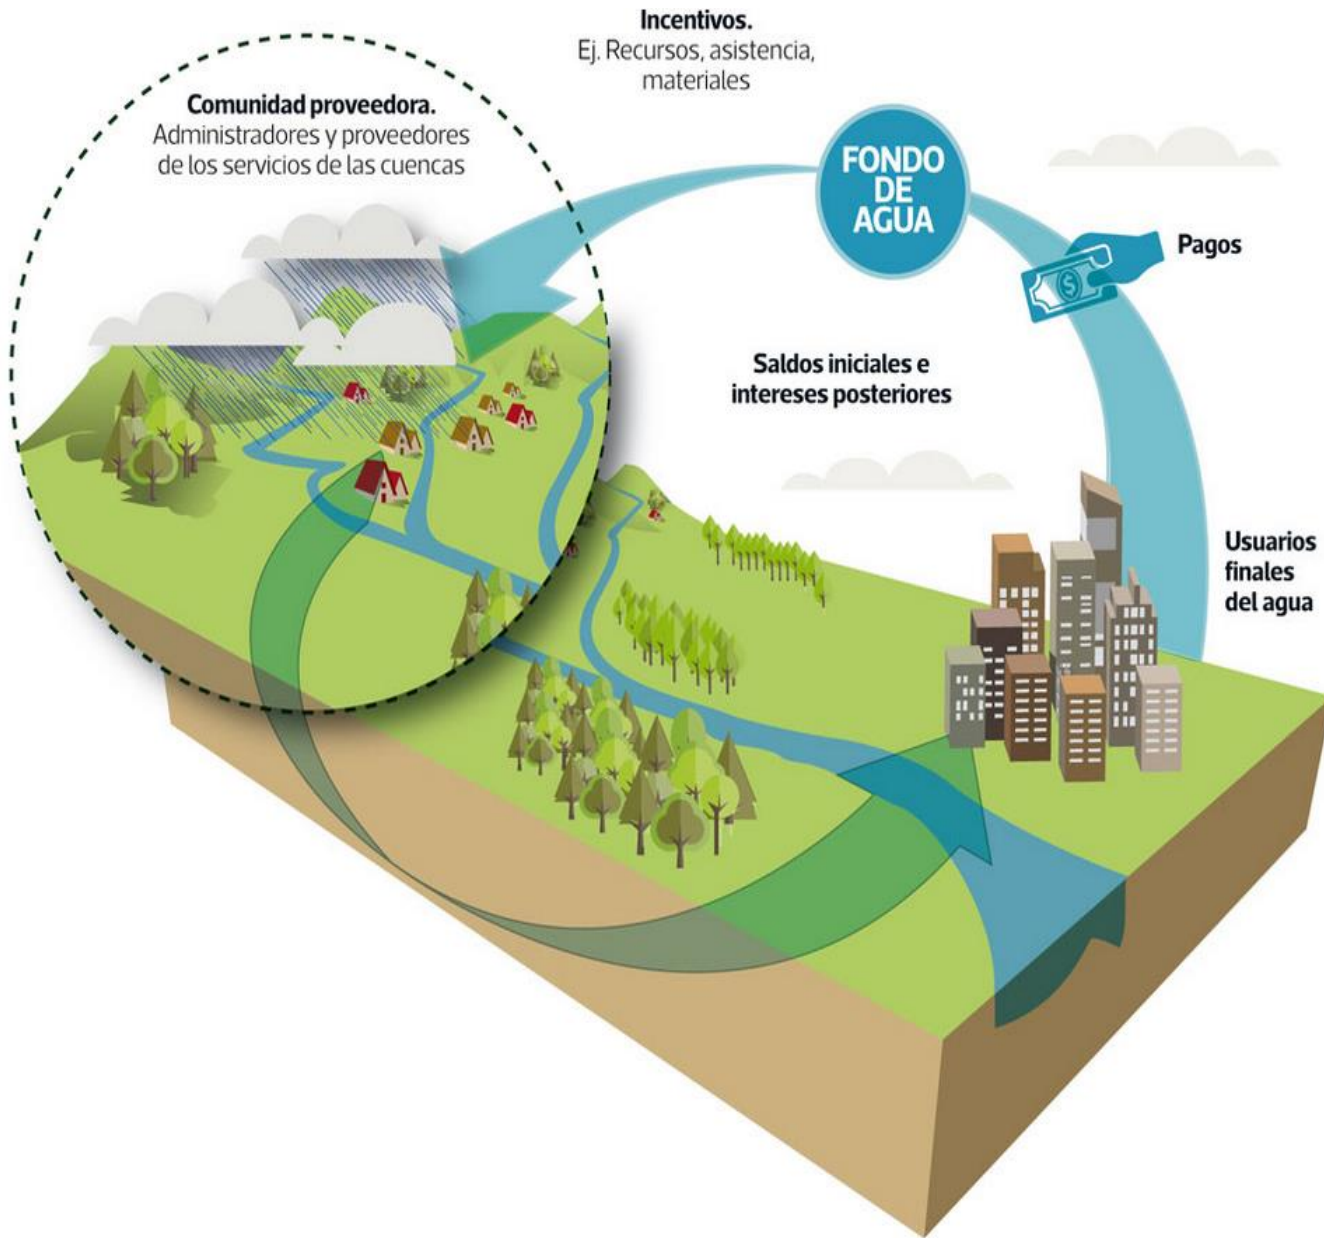 Incentivos.
Ej. Recursos, asistencia,
materiales
Comunidad proveedora.
Administradores y proveedores
de los servicios de las cuencas
FONDO
DE
AGUA
Pagos
Saldos iniciales e
intereses posteriores
Usuarios
finales
del agua